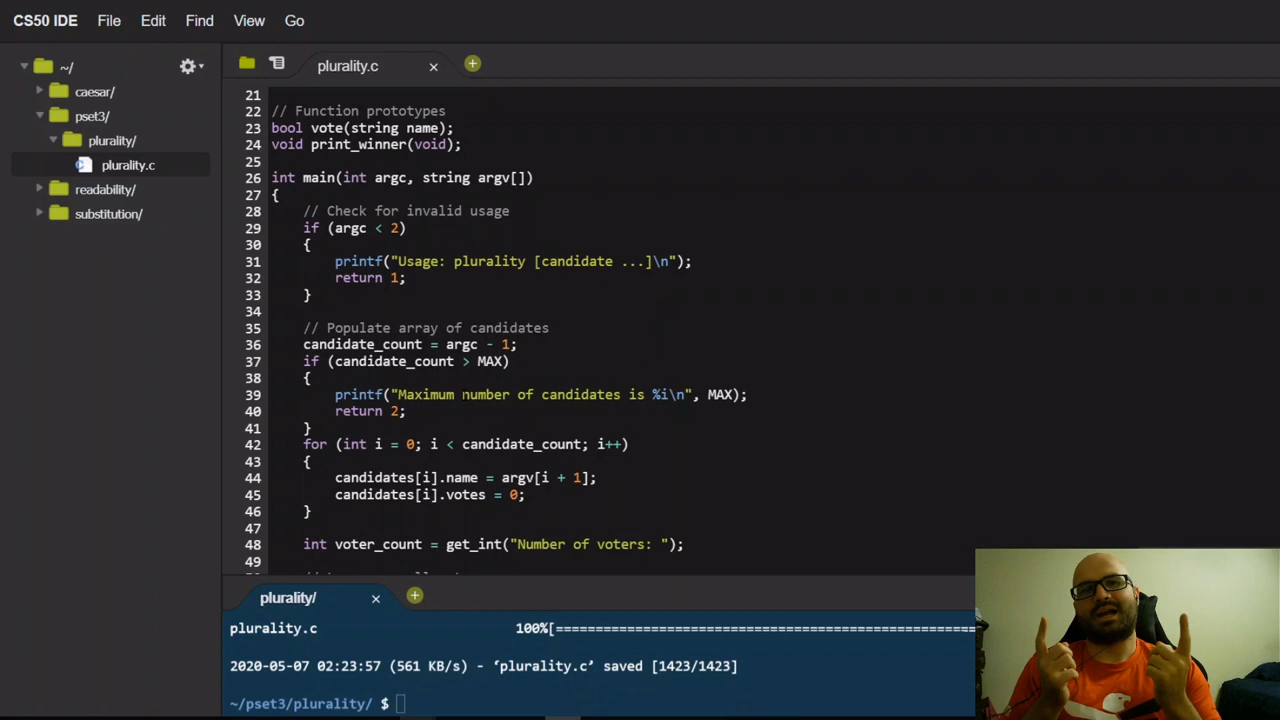 CS50 IDE File Edit Find View Go
~/
caesar/
pset3/
plurality/
plurality.c
readability/
substitution/
plurality.c
21
22 // Function prototypes
23 bool vote(string name);
24 void print_winner(void);
25
26 int main(int argc, string argv[])
27 {
28 // Check for invalid usage
29 if (argc < 2)
30 {
31 printf("Usage: plurality [candidate ...]\n");
32 return 1;
33 }
34
35 // Populate array of candidates
36 candidate_count = argc - 1;
37 if (candidate_count > MAX)
38 {
39 printf("Maximum number of candidates is %i\n", MAX);
40 return 2;
41 }
42 for (int i = 0; i < candidate_count; i++)
43 {
44 candidates[i].name = argv[i + 1];
45 candidates[i].votes = 0;
46 }
47
48 int voter_count = get_int("Number of voters: ");
49
plurality/
plurality.c 100%[=====================================================
2020-05-07 02:23:57 (561 KB/s) - ‘plurality.c’ saved [1423/1423]
~/pset3/plurality/ $